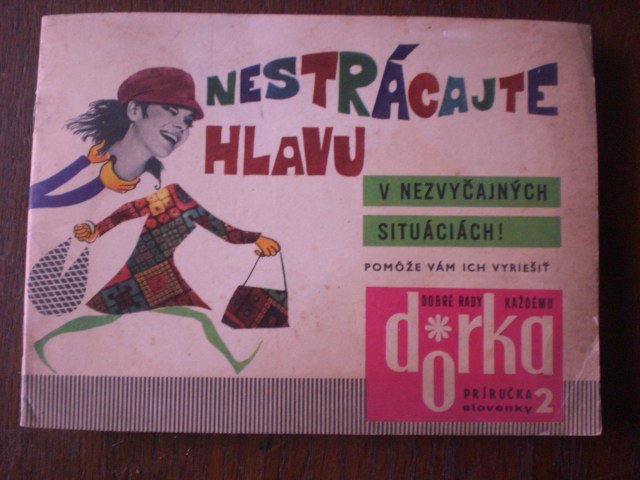 NESTRÁCAJTE
HLAVU
V NEZVYČAJNÝCH
SITUÁCIÁCH!
POMÔŽE VÁM ICH VYRIEŠIŤ
DOBRÉ RADY KAŽDÉMU
dorka
PRÍRUČKA
slovenky 2